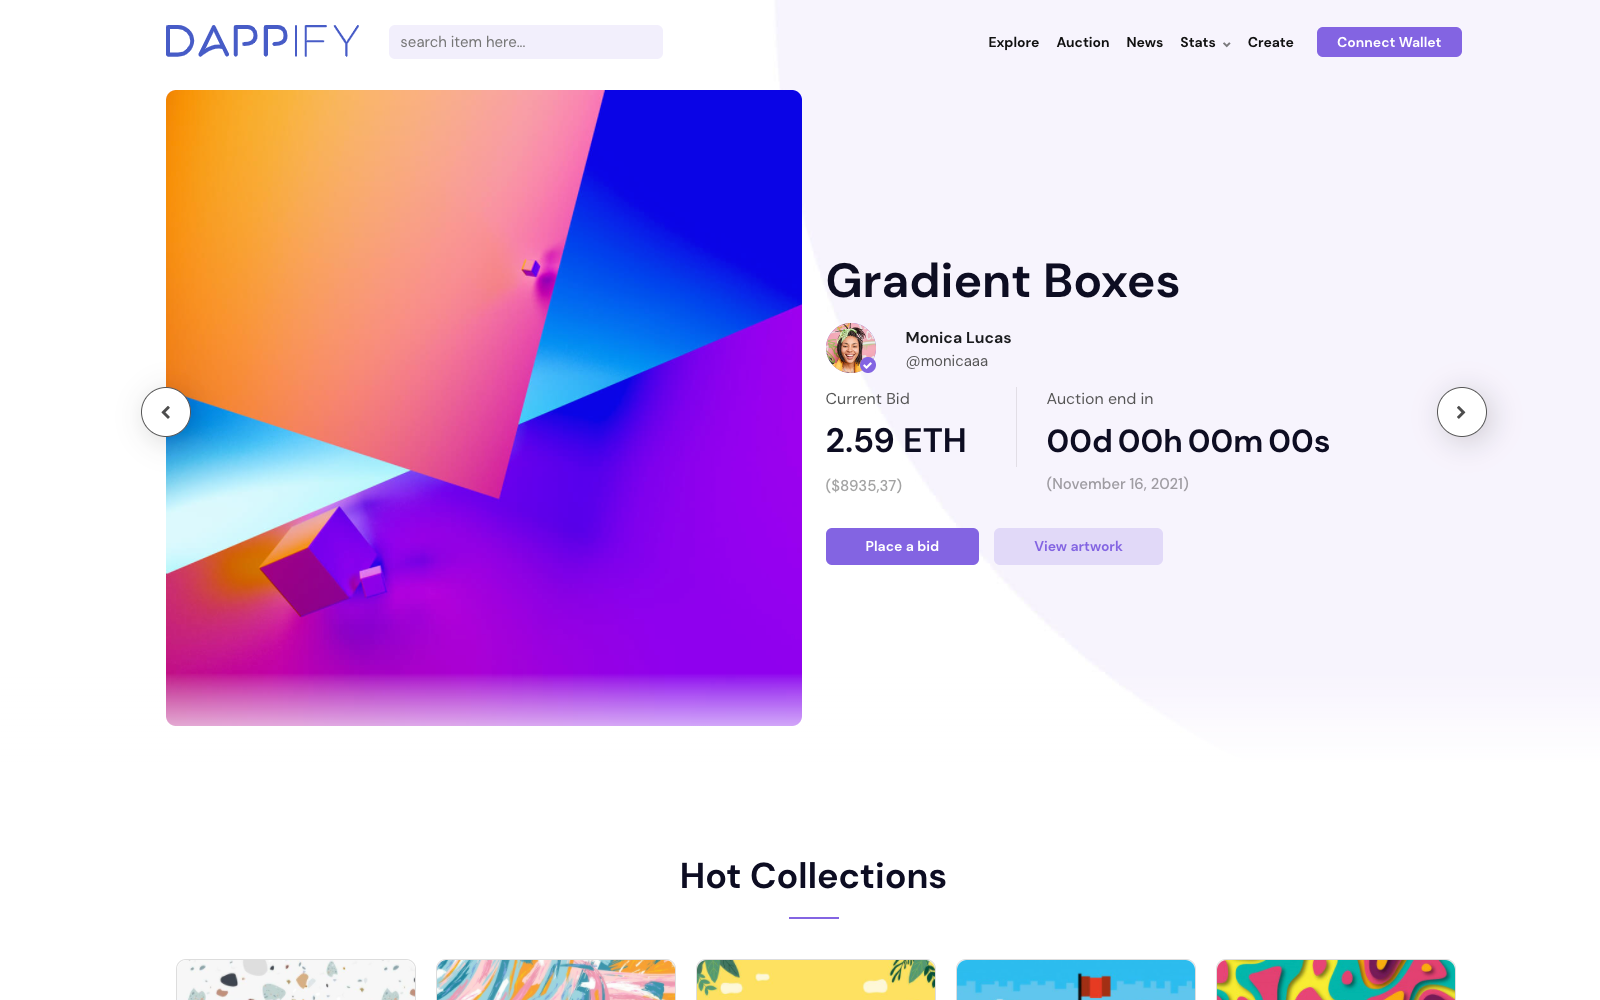 DAPPIFY
search item here...
Explore Auction News Stats Create Connect Wallet
Gradient Boxes
Monica Lucas
@monicaaa
Current Bid
2.59 ETH
($8935,37)
Auction end in
00d 00h 00m 00s
(November 16, 2021)
Place a bid View artwork
Hot Collections